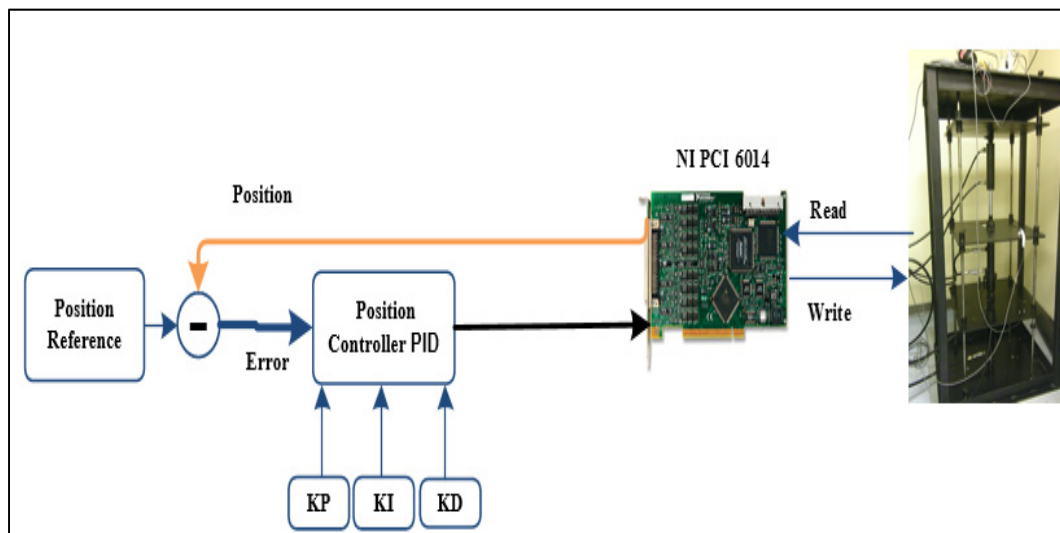 NI PCI 6014
Position
Read
Position
Reference
-
Error
Position
Controller PID
Write
KP
KI
KD